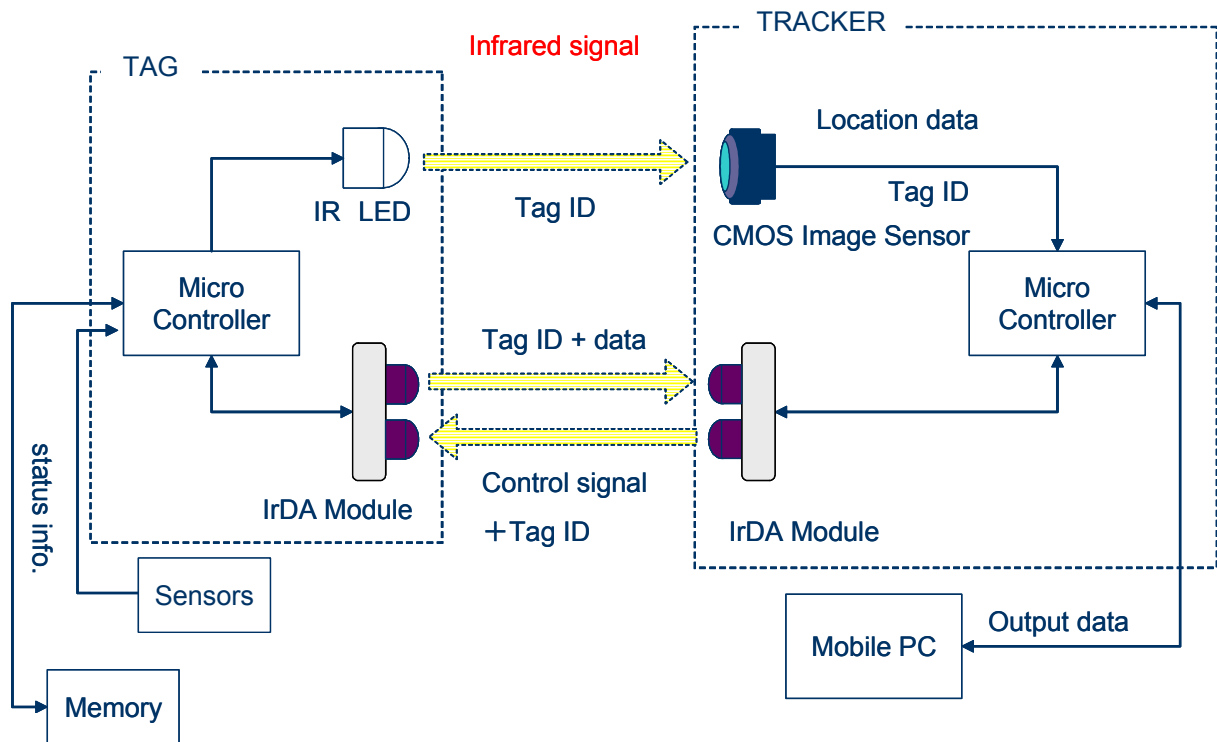 Infrared signal
TRACKER
TAG
Location data
Tag ID
Tag ID
IR LED
CMOS Image Sensor
Micro
Controller
Micro
Controller
Tag ID + data
Control signal
+Tag ID
IrDA Module
IrDA Module
status info.
Sensors
Output data
Mobile PC
Memory